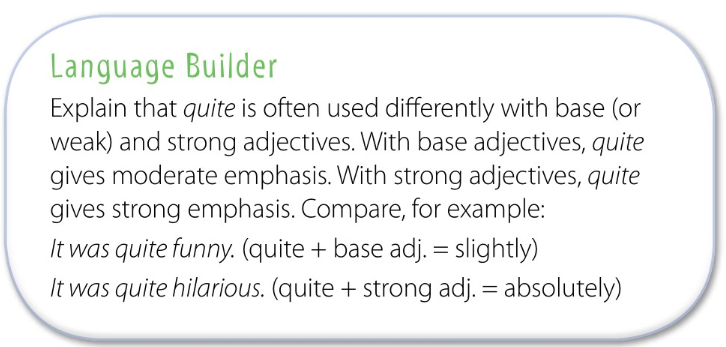 Language Builder
Explain that quite is often used differently with base (or
weak) and strong adjectives. With base adjectives, quite
gives moderate emphasis. With strong adjectives, quite
gives strong emphasis. Compare, for example:
It was quite funny. (quite + base adj. = slightly)
It was quite hilarious. (quite + strong adj. = absolutely)